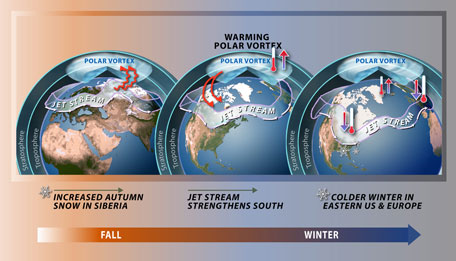 WARMING
POLAR VORTEX
POLAR VORTEX
JET STREAM
Stratosphere
Troposphere
POLAR VORTEX
JET STREAM
Stratosphere
Troposphere
POLAR VORTEX
JET STREAM
Stratosphere
Troposphere
INCREASED AUTUMN
SNOW IN SIBERIA
JET STREAM
STRENGTHENS SOUTH
COLDER WINTER IN
EASTERN US & EUROPE
FALL
WINTER